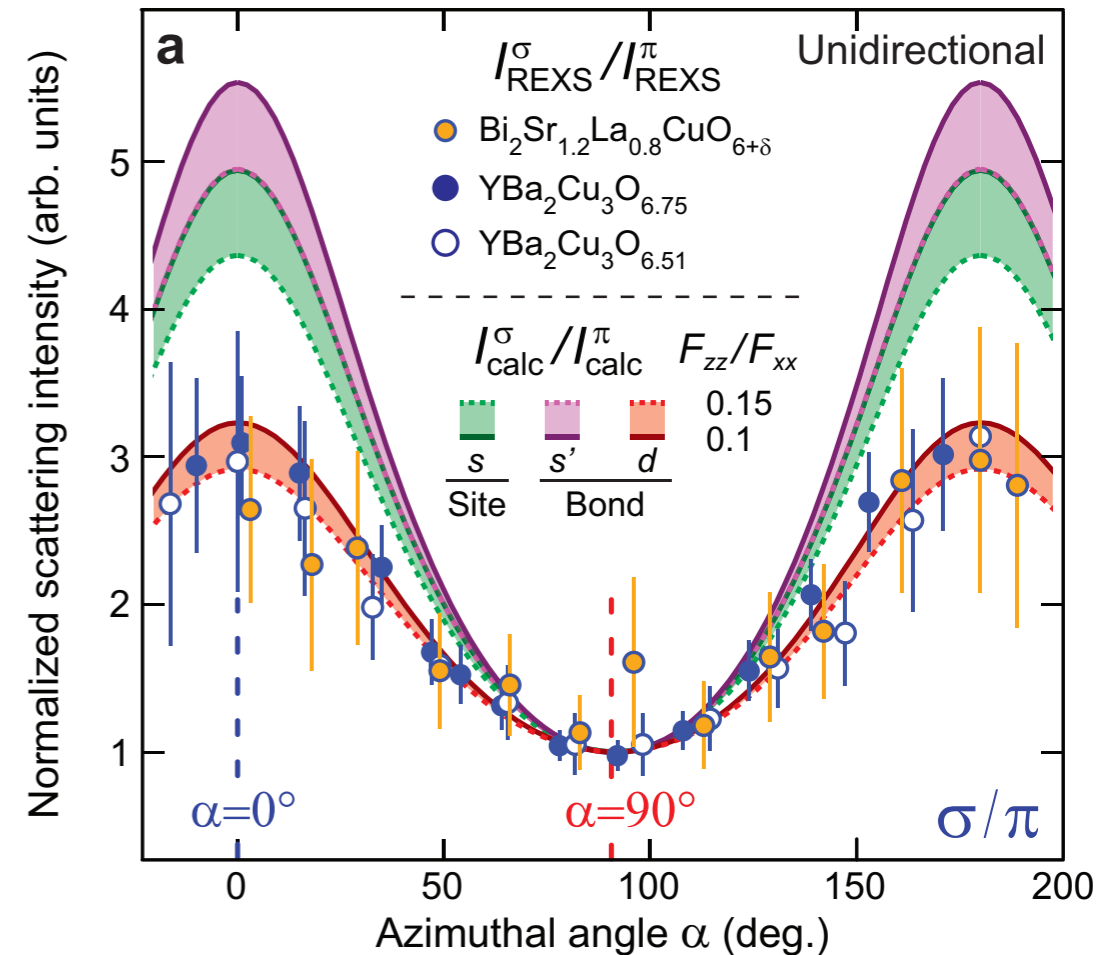 a
Unidirectional
I^σ_REXS / I^π_REXS
Bi₂Sr₁.₂La₀.₈CuO₆₊δ
YBa₂Cu₃O₆.₇₅
YBa₂Cu₃O₆.₅₁
I^σ_calc / I^π_calc F_zz/F_xx
0.15
0.1
s s' d
Site Bond
Normalized scattering intensity (arb. units)
5
4
3
2
1
α=0° α=90° σ/π
0 50 100 150 200
Azimuthal angle α (deg.)